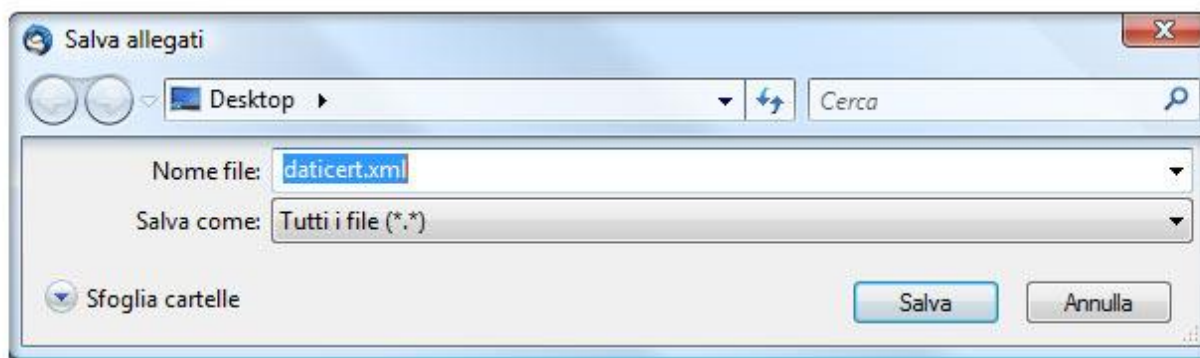 Salva allegati
Desktop
Cerca
Nome file: daticert.xml
Salva come: Tutti i file (*.*)
Sfoglia cartelle Salva Annulla